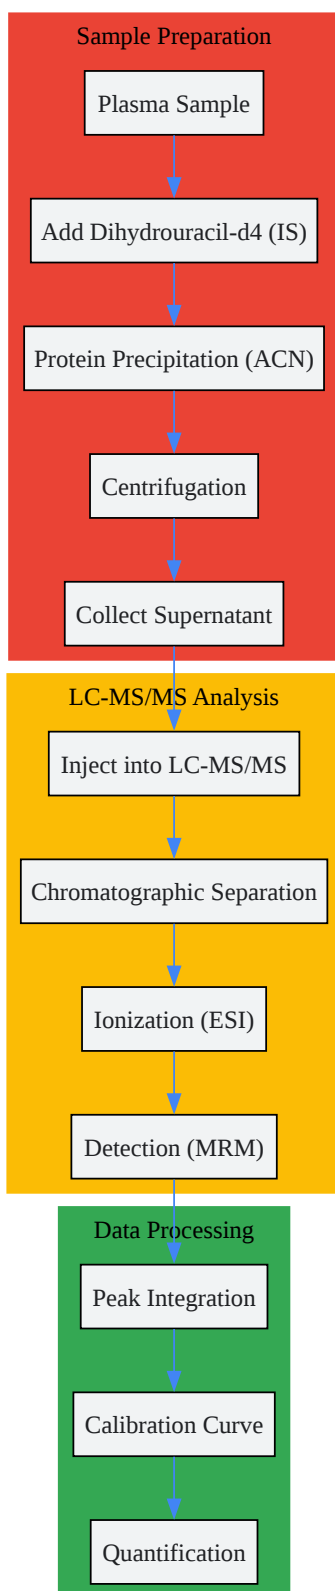 Sample Preparation
Plasma Sample
Add Dihydrouracil-d4 (IS)
Protein Precipitation (ACN)
Centrifugation
Collect Supernatant
LC-MS/MS Analysis
Inject into LC-MS/MS
Chromatographic Separation
Ionization (ESI)
Detection (MRM)
Data Processing
Peak Integration
Calibration Curve
Quantification